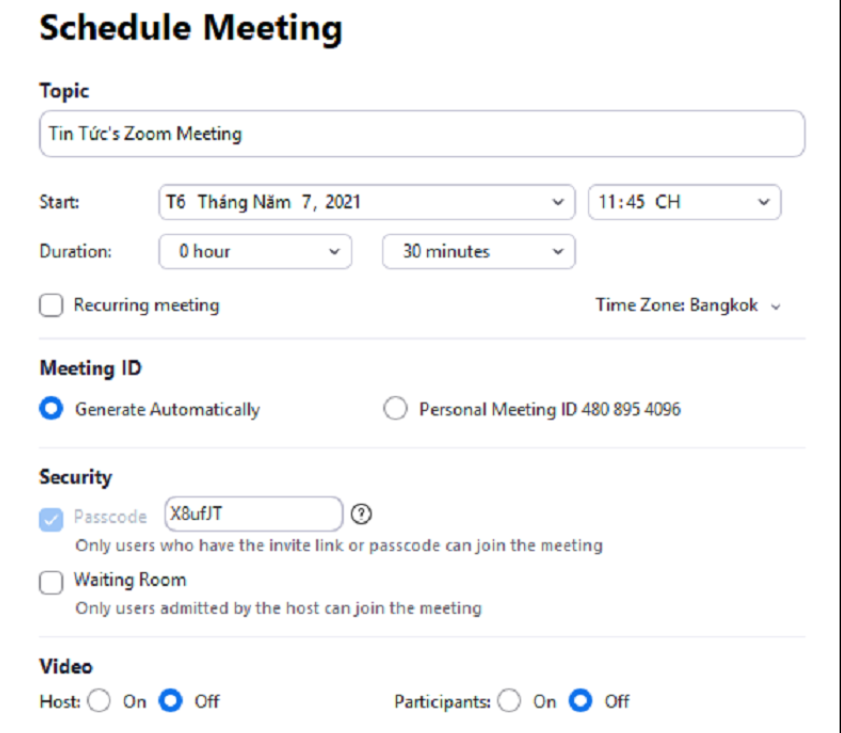 Schedule Meeting
Topic
Tin Tức's Zoom Meeting
Start: T6 Tháng Năm 7, 2021 11:45 CH
Duration: 0 hour 30 minutes
Recurring meeting Time Zone: Bangkok
Meeting ID
Generate Automatically Personal Meeting ID 480 895 4096
Security
Passcode X8ufJT
Only users who have the invite link or passcode can join the meeting
Waiting Room
Only users admitted by the host can join the meeting
Video
Host: On Off Participants: On Off